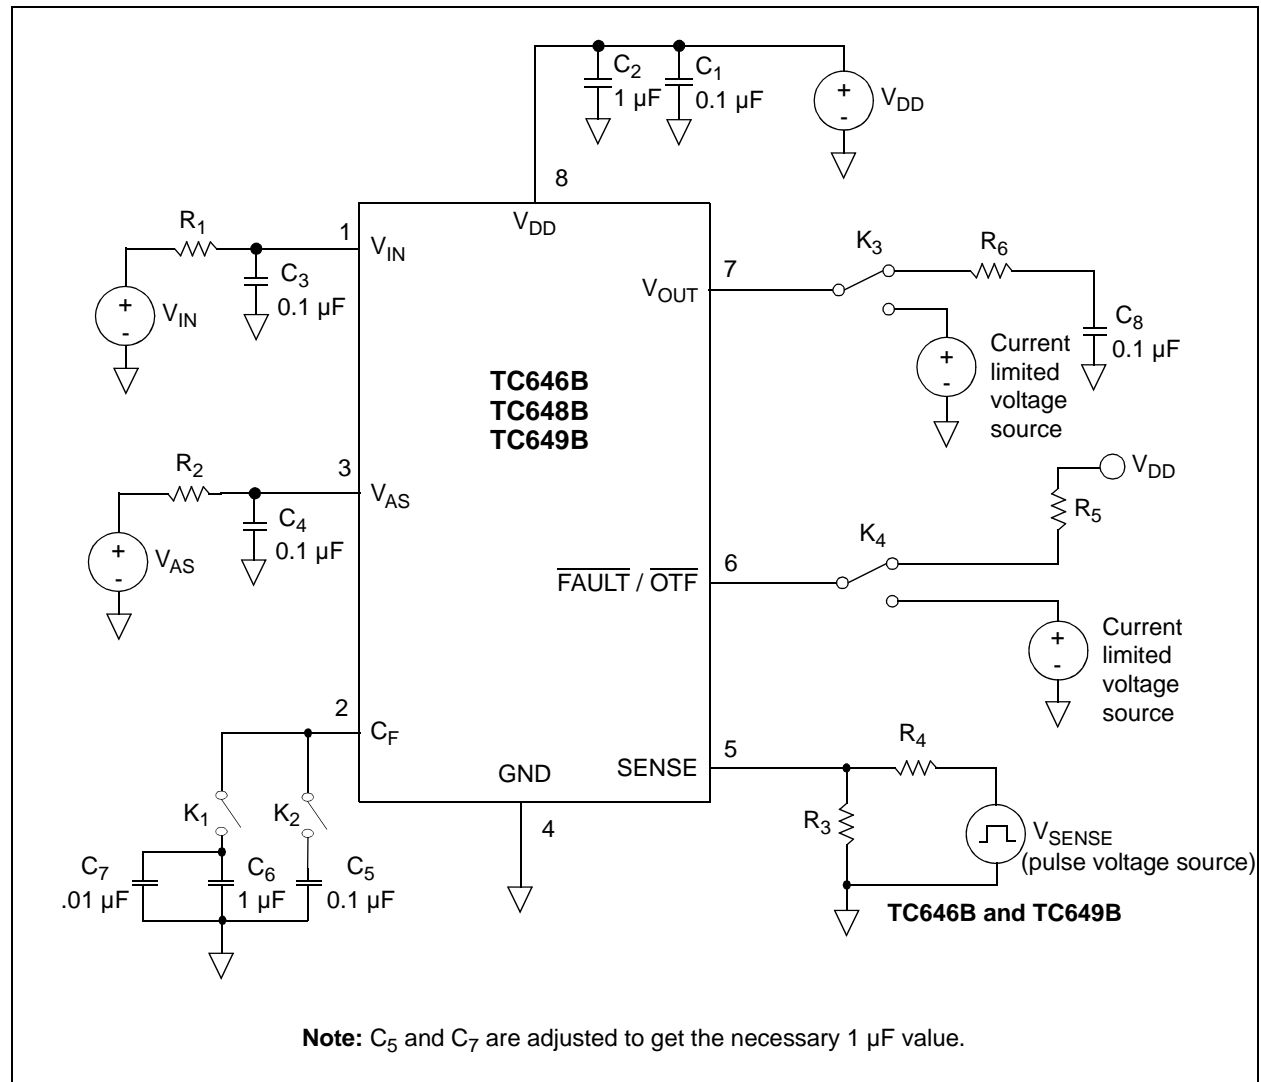 C2
1 µF
C1
0.1 µF
+
-
VDD
8
VDD
R1
1
VIN
C3
0.1 µF
+
-
VIN
7
VOUT
K3
R6
C8
0.1 µF
+
-
Current
limited
voltage
source
TC646B
TC648B
TC649B
R2
3
VAS
C4
0.1 µF
+
-
VAS
VDD
R5
K4
6
FAULT / OTF
+
-
Current
limited
voltage
source
2
CF
K1
K2
C7
.01 µF
C6
1 µF
C5
0.1 µF
GND
4
SENSE
5
R4
R3
VSENSE
(pulse voltage source)
TC646B and TC649B
Note: C5 and C7 are adjusted to get the necessary 1 µF value.